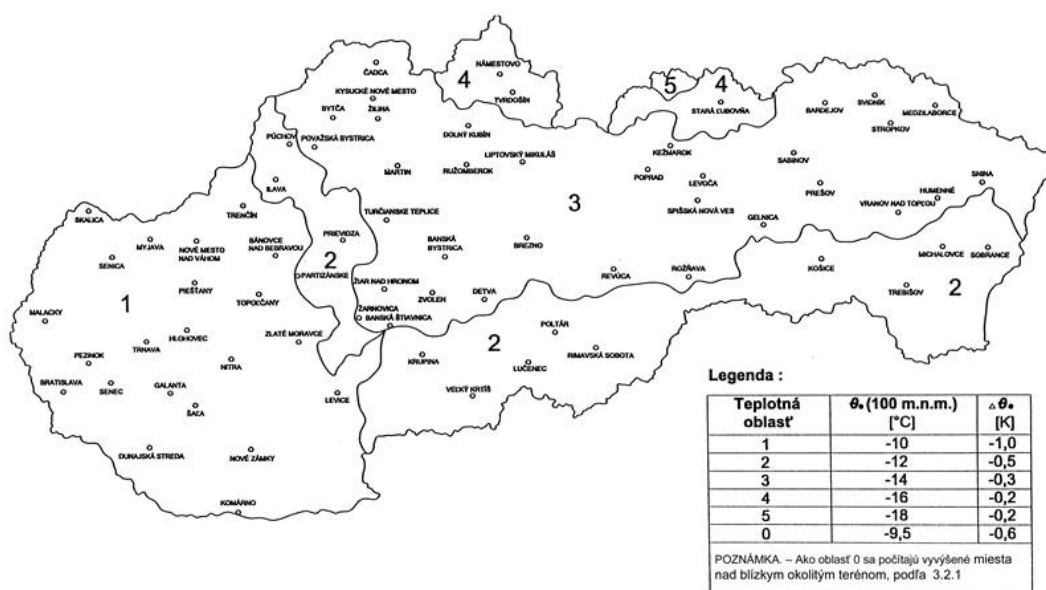 4
NÁMESTOVO
TVRDOŠÍN
5
4
STARÁ ĽUBOVŇA
ČADCA
KYSUCKÉ NOVÉ MESTO
BYTČA
ŽILINA
PÚCHOV
POVAŽSKÁ BYSTRICA
DOLNÝ KUBÍN
LIPTOVSKÝ MIKULÁŠ
MARTIN
RUŽOMBEROK
KEŽMAROK
POPRAD
LEVOČA
SPIŠSKÁ NOVÁ VES
BARDEJOV
SVIDNÍK
MEDZILABORCE
STROPKOV
SABINOV
PREŠOV
SNINA
HUMENNÉ
VRANOV NAD TOPĽOU
GELNICA
3
ILAVA
TRENČÍN
TURČIANSKE TEPLICE
SKALICA
MYJAVA
NOVÉ MESTO
NAD VÁHOM
BÁNOVCE
NAD BEBRAVOU
PRIEVIDZA
BANSKÁ
BYSTRICA
BREZNO
SENICA
2
PARTIZÁNSKE
ŽIAR NAD HRONOM
REVÚCA
ROŽŇAVA
KOŠICE
MICHALOVCE
SOBRANCE
TREBIŠOV
2
1
PIEŠŤANY
TOPOĽČANY
ZVOLEN
DETVA
ŽARNOVICA
BANSKÁ ŠTIAVNICA
MALACKY
HLOHOVEC
ZLATÉ MORAVCE
TRNAVA
PEZINOK
NITRA
KRUPINA
2
POLTÁR
LUČENEC
RIMAVSKÁ SOBOTA
BRATISLAVA
SENEC
GALANTA
ŠAĽA
LEVICE
VEĽKÝ KRTÍŠ
DUNAJSKÁ STREDA
NOVÉ ZÁMKY
KOMÁRNO
Legenda :
Teplotná oblasť θₑ (100 m.n.m.) [°C] △θₑ [K]
1 -10 -1,0
2 -12 -0,5
3 -14 -0,3
4 -16 -0,2
5 -18 -0,2
0 -9,5 -0,6
POZNÁMKA. – Ako oblasť 0 sa počítajú vyvýšené miesta
nad blízkym okolitým terénom, podľa 3.2.1